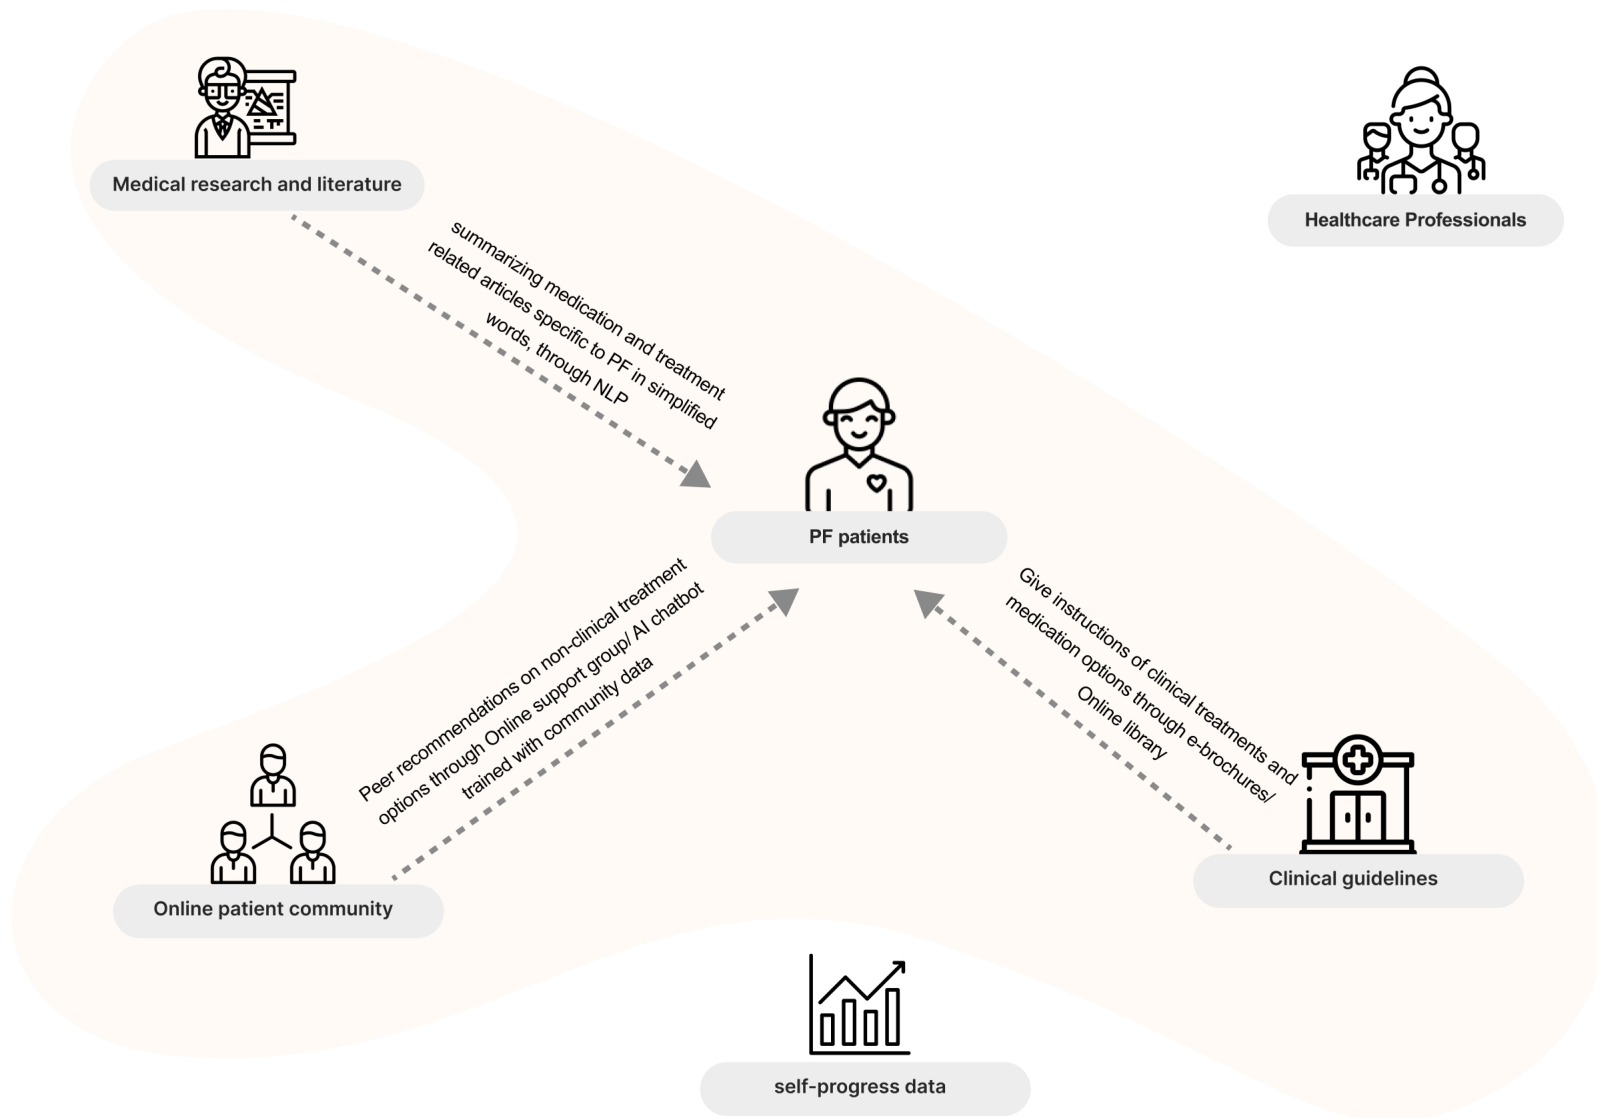 Medical research and literature
Healthcare Professionals
summarizing medication and treatment
related articles specific to PF in simplified
words, through NLP
PF patients
Peer recommendations on non-clinical treatment
options through Online support group/ AI chatbot
trained with community data
Give instructions of clinical treatments and
medication options through e-brochures/
Online library
Online patient community
Clinical guidelines
self-progress data